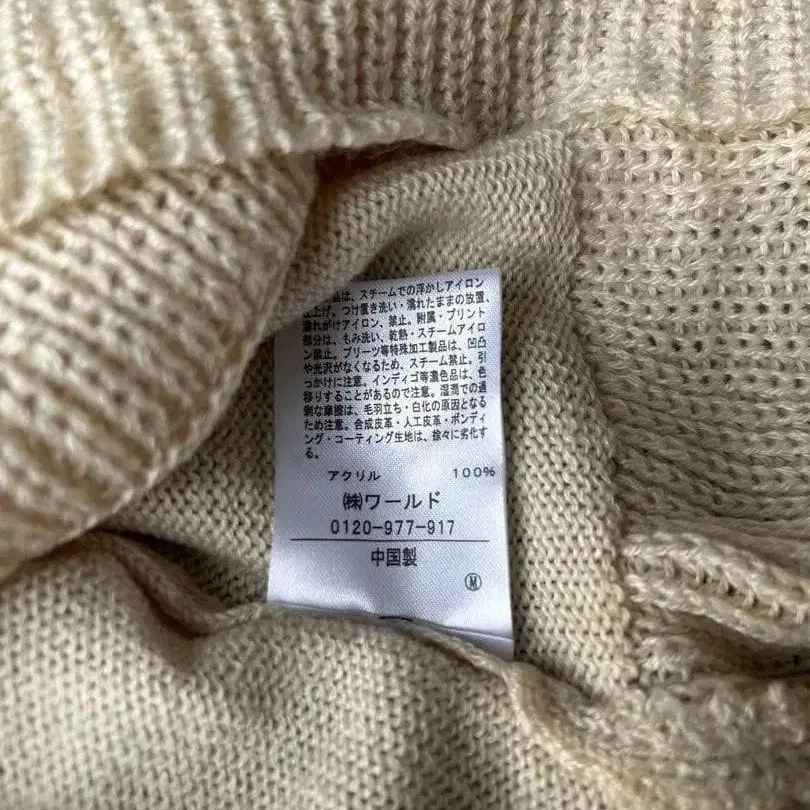 品は、スチームでの浮かしアイロン
仕上げ。つけ置き洗い・濡れたままの放置、
濡れがけアイロン、禁止。附属・プリント
部分は、もみ洗い、乾熱・スチームアイロ
ン禁止。プリーツ等特殊加工製品は、凹凸
や光沢がなくなるため、スチーム禁止。引
っかけに注意。インディゴ等濃色品は、色
移りすることがあるので注意。湿潤での過
剰な摩擦は、毛羽立ち・白化の原因となる
ため注意。合成皮革・人工皮革・ボンディ
ング・コーティング生地は、徐々に劣化す
る。
アクリル 100%
㈱ワールド
0120-977-917
中国製
Ⓜ